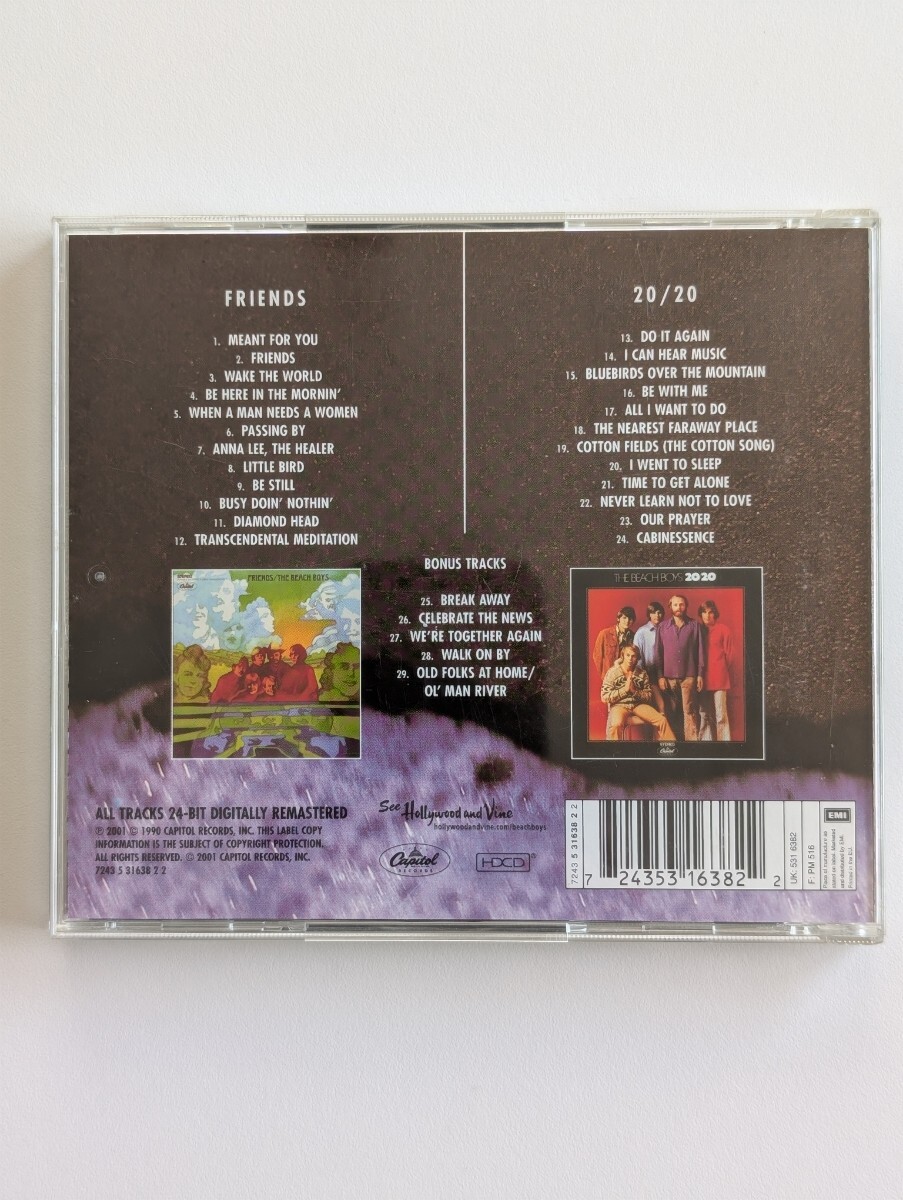 FRIENDS
1. MEANT FOR YOU
2. FRIENDS
3. WAKE THE WORLD
4. BE HERE IN THE MORNIN'
5. WHEN A MAN NEEDS A WOMEN
6. PASSING BY
7. ANNA LEE, THE HEALER
8. LITTLE BIRD
9. BE STILL
10. BUSY DOIN' NOTHIN'
11. DIAMOND HEAD
12. TRANSCENDENTAL MEDITATION
20/20
13. DO IT AGAIN
14. I CAN HEAR MUSIC
15. BLUEBIRDS OVER THE MOUNTAIN
16. BE WITH ME
17. ALL I WANT TO DO
18. THE NEAREST FARAWAY PLACE
19. COTTON FIELDS (THE COTTON SONG)
20. I WENT TO SLEEP
21. TIME TO GET ALONE
22. NEVER LEARN NOT TO LOVE
23. OUR PRAYER
24. CABINESSENCE
BONUS TRACKS
25. BREAK AWAY
26. CELEBRATE THE NEWS
27. WE'RE TOGETHER AGAIN
28. WALK ON BY
29. OLD FOLKS AT HOME/
OL' MAN RIVER
FRIENDS/THE BEACH BOYS
Capitol
THE BEACH BOYS 20/20
STEREO
Capitol
ALL TRACKS 24-BIT DIGITALLY REMASTERED
℗ 2001 © 1990 CAPITOL RECORDS, INC. THIS LABEL COPY
INFORMATION IS THE SUBJECT OF COPYRIGHT PROTECTION.
ALL RIGHTS RESERVED. © 2001 CAPITOL RECORDS, INC.
7243 5 31638 2 2
See Hollywood and Vine
hollywoodandvine.com/beachboys
Capitol
RECORDS
HDCD
7243 5 31638 2 2
7 24353 16382 2
UK: 531 6382
F: PM 516
EMI
Printed in the EU.